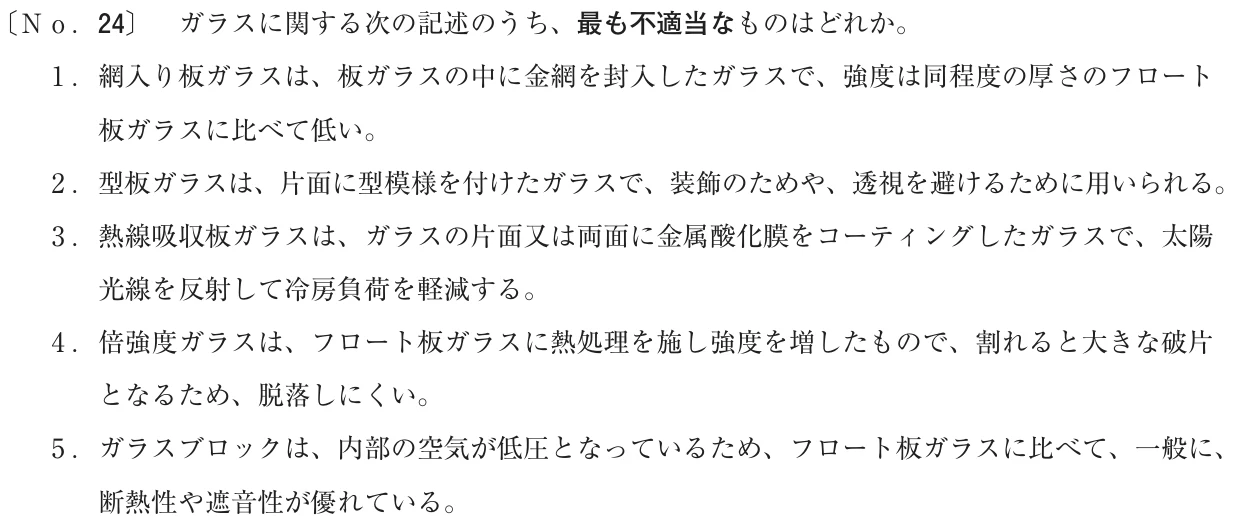 〔Ｎｏ．24〕　ガラスに関する次の記述のうち、最も不適当なものはどれか。
１．網入り板ガラスは、板ガラスの中に金網を封入したガラスで、強度は同程度の厚さのフロート
板ガラスに比べて低い。
２．型板ガラスは、片面に型模様を付けたガラスで、装飾のためや、透視を避けるために用いられる。
３．熱線吸収板ガラスは、ガラスの片面又は両面に金属酸化膜をコーティングしたガラスで、太陽
光線を反射して冷房負荷を軽減する。
４．倍強度ガラスは、フロート板ガラスに熱処理を施し強度を増したもので、割れると大きな破片
となるため、脱落しにくい。
５．ガラスブロックは、内部の空気が低圧となっているため、フロート板ガラスに比べて、一般に、
断熱性や遮音性が優れている。